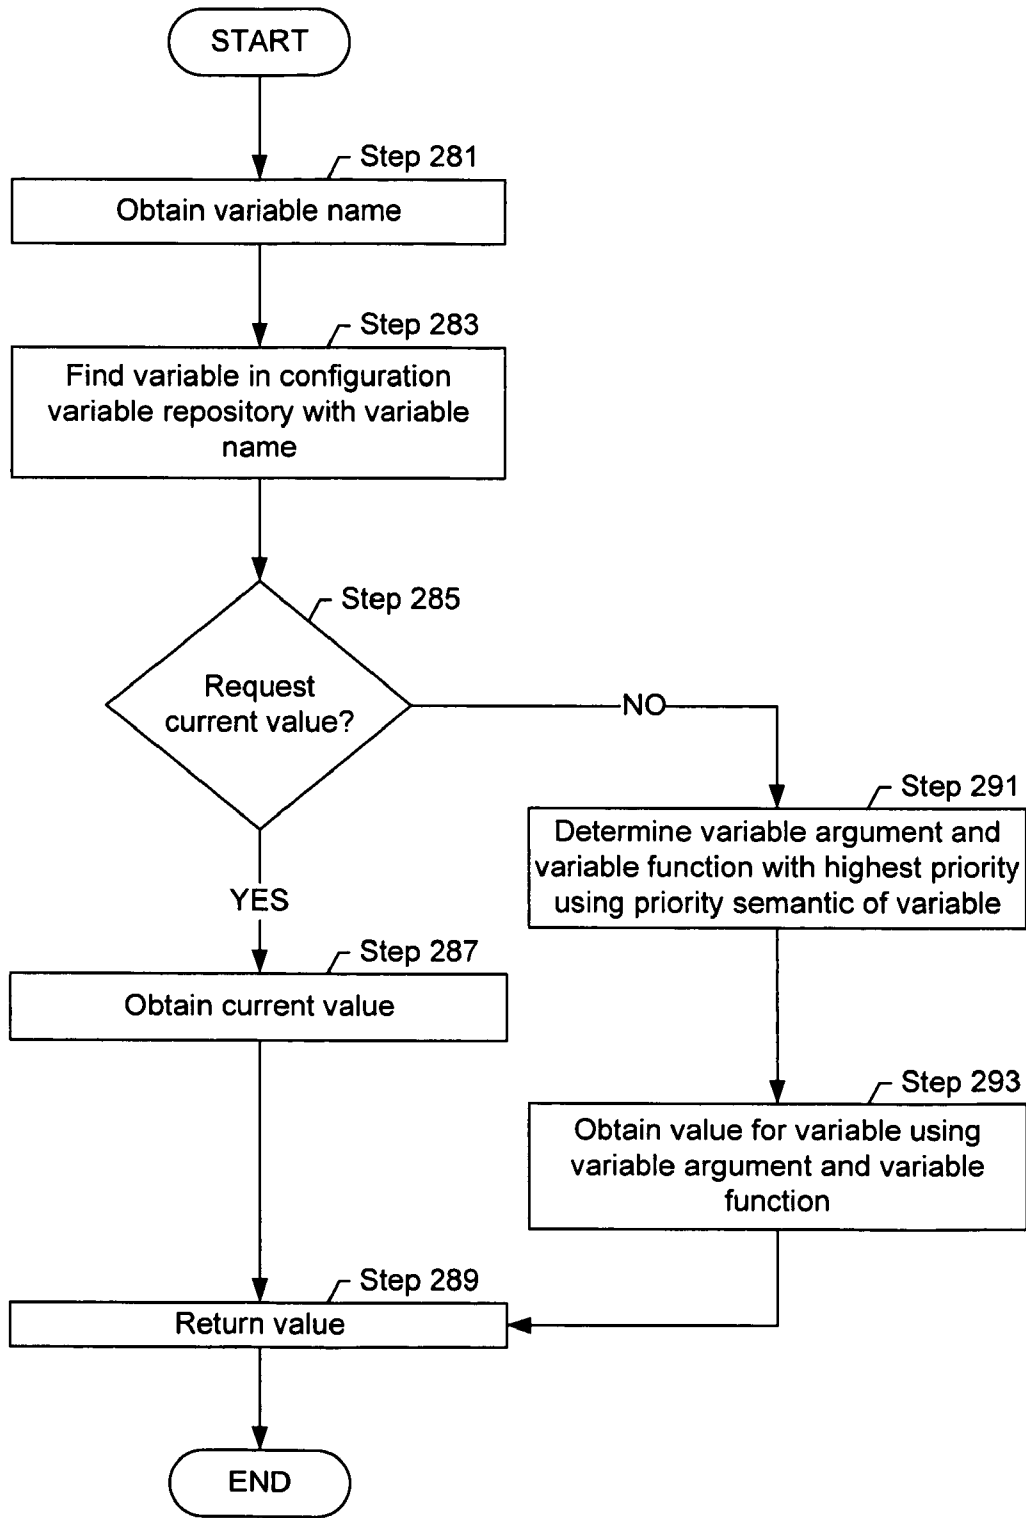 START
Step 281
Obtain variable name
Step 283
Find variable in configuration
variable repository with variable
name
Step 285
Request
current value?
NO
YES
Step 291
Determine variable argument and
variable function with highest priority
using priority semantic of variable
Step 287
Obtain current value
Step 293
Obtain value for variable using
variable argument and variable
function
Step 289
Return value
END